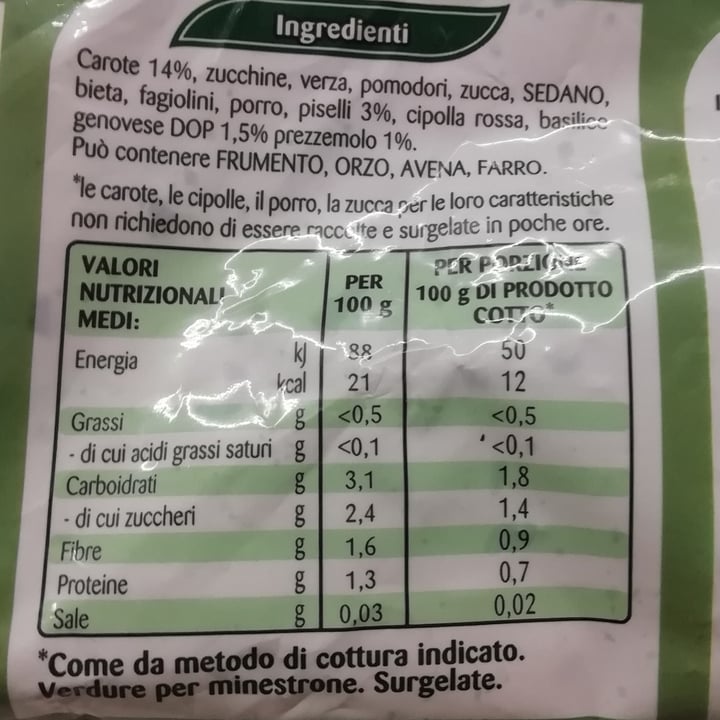 Ingredienti
Carote 14%, zucchine, verza, pomodori, zucca, SEDANO,
bieta, fagiolini, porro, piselli 3%, cipolla rossa, basilico
genovese DOP 1,5% prezzemolo 1%.
Può contenere FRUMENTO, ORZO, AVENA, FARRO.
*le carote, le cipolle, il porro, la zucca per le loro caratteristiche
non richiedono di essere raccolte e surgelate in poche ore.
VALORI NUTRIZIONALI MEDI: PER 100 g PER PORZIONE 100 g DI PRODOTTO COTTO*
Energia kJ 88 50
kcal 21 12
Grassi g <0,5 <0,5
- di cui acidi grassi saturi g <0,1 <0,1
Carboidrati g 3,1 1,8
- di cui zuccheri g 2,4 1,4
Fibre g 1,6 0,9
Proteine g 1,3 0,7
Sale g 0,03 0,02
*Come da metodo di cottura indicato.
Verdure per minestrone. Surgelate.